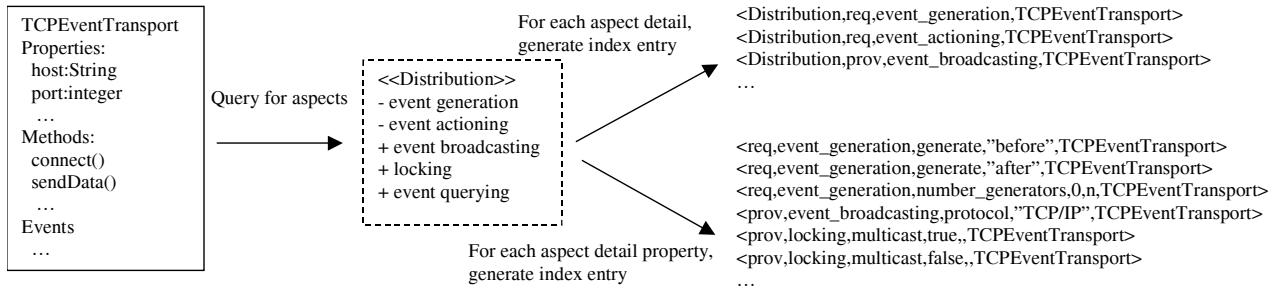 TCPEventTransport
Properties:
host:String
port:integer
…
Methods:
connect()
sendData()
…
Events
…
Query for aspects
<<Distribution>>
- event generation
- event actioning
+ event broadcasting
+ locking
+ event querying
For each aspect detail,
generate index entry
<Distribution,req,event_generation,TCPEventTransport>
<Distribution,req,event_actioning,TCPEventTransport>
<Distribution,prov,event_broadcasting,TCPEventTransport>
…
For each aspect detail property,
generate index entry
<req,event_generation,generate,”before”,TCPEventTransport>
<req,event_generation,generate,”after”,TCPEventTransport>
<req,event_generation,number_generators,0,n,TCPEventTransport>
<prov,event_broadcasting,protocol,”TCP/IP”,TCPEventTransport>
<prov,locking,multicast,true,,TCPEventTransport>
<prov,locking,multicast,false,,TCPEventTransport>
…